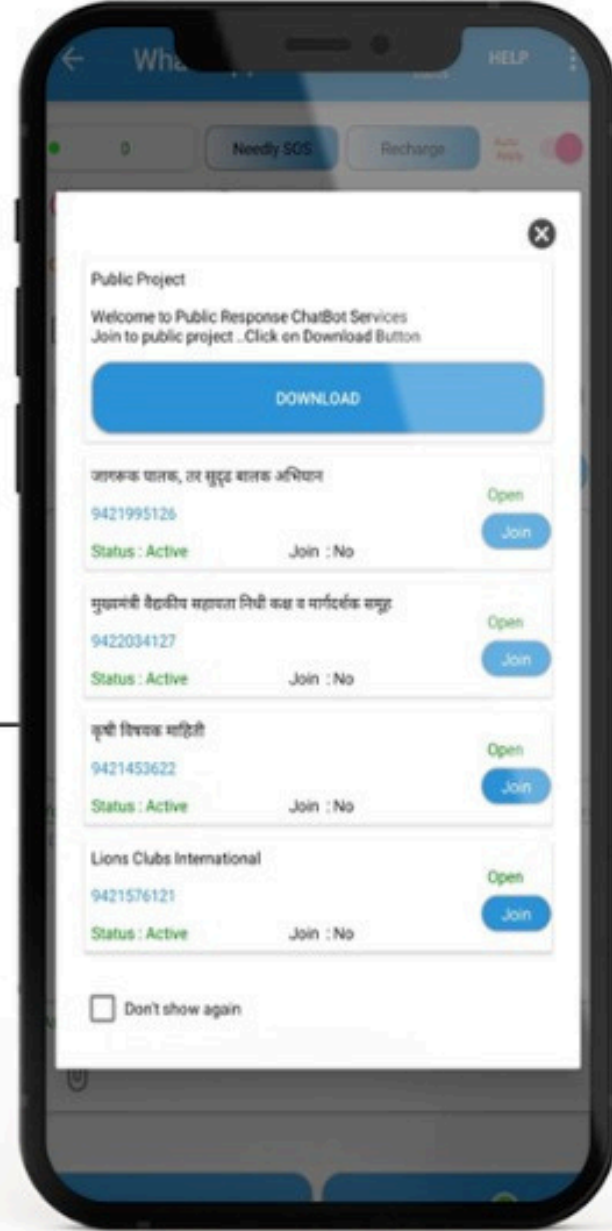 Wha
HELP
0
Needly SOS
Recharge
Auto
Reply
Public Project
Welcome to Public Response ChatBot Services
Join to public project ..Click on Download Button
DOWNLOAD
जागरूक पालक, तर सुदृढ बालक अभियान
Open
9421995126
Join
Status : Active
Join : No
मुख्यमंत्री वैद्यकीय सहायता निधी कक्ष व मार्गदर्शक समूह
Open
9422034127
Join
Status : Active
Join : No
कृषी विषयक माहिती
Open
9421453622
Join
Status : Active
Join : No
Lions Clubs International
Open
9421576121
Join
Status : Active
Join : No
Don't show again